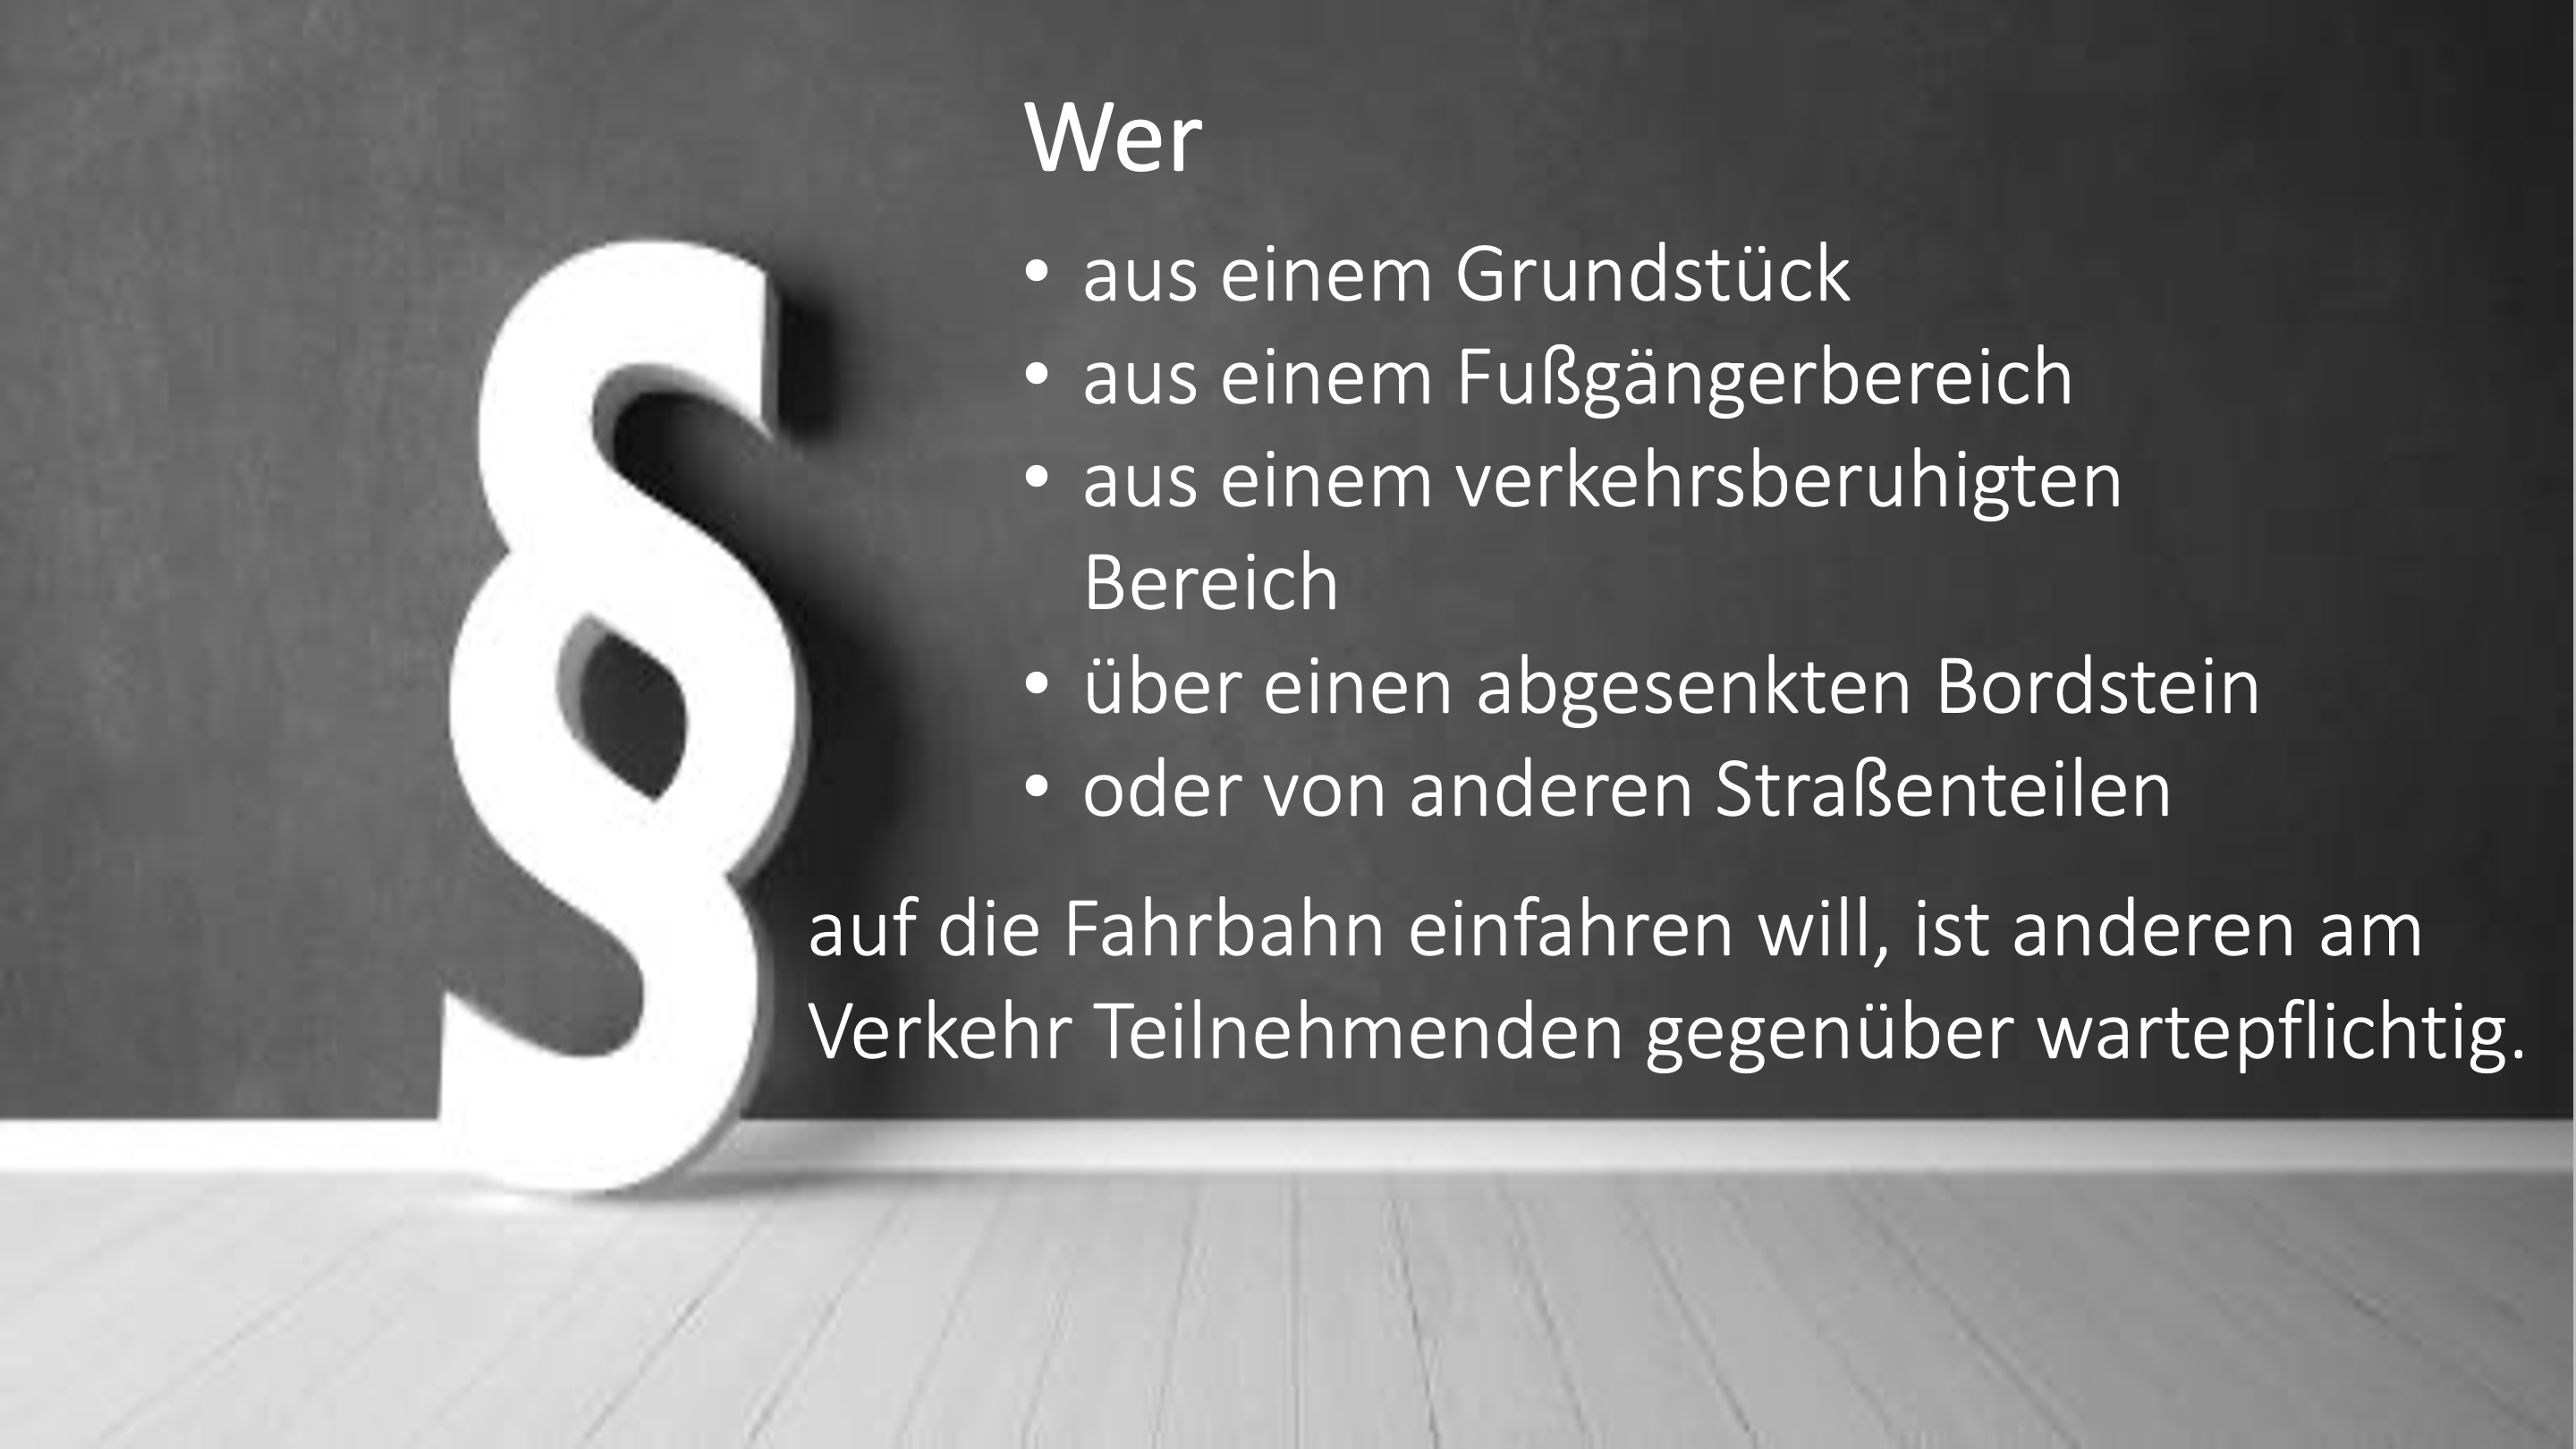 §
Wer
• aus einem Grundstück
• aus einem Fußgängerbereich
• aus einem verkehrsberuhigten
Bereich
• über einen abgesenkten Bordstein
• oder von anderen Straßenteilen
auf die Fahrbahn einfahren will, ist anderen am
Verkehr Teilnehmenden gegenüber wartepflichtig.